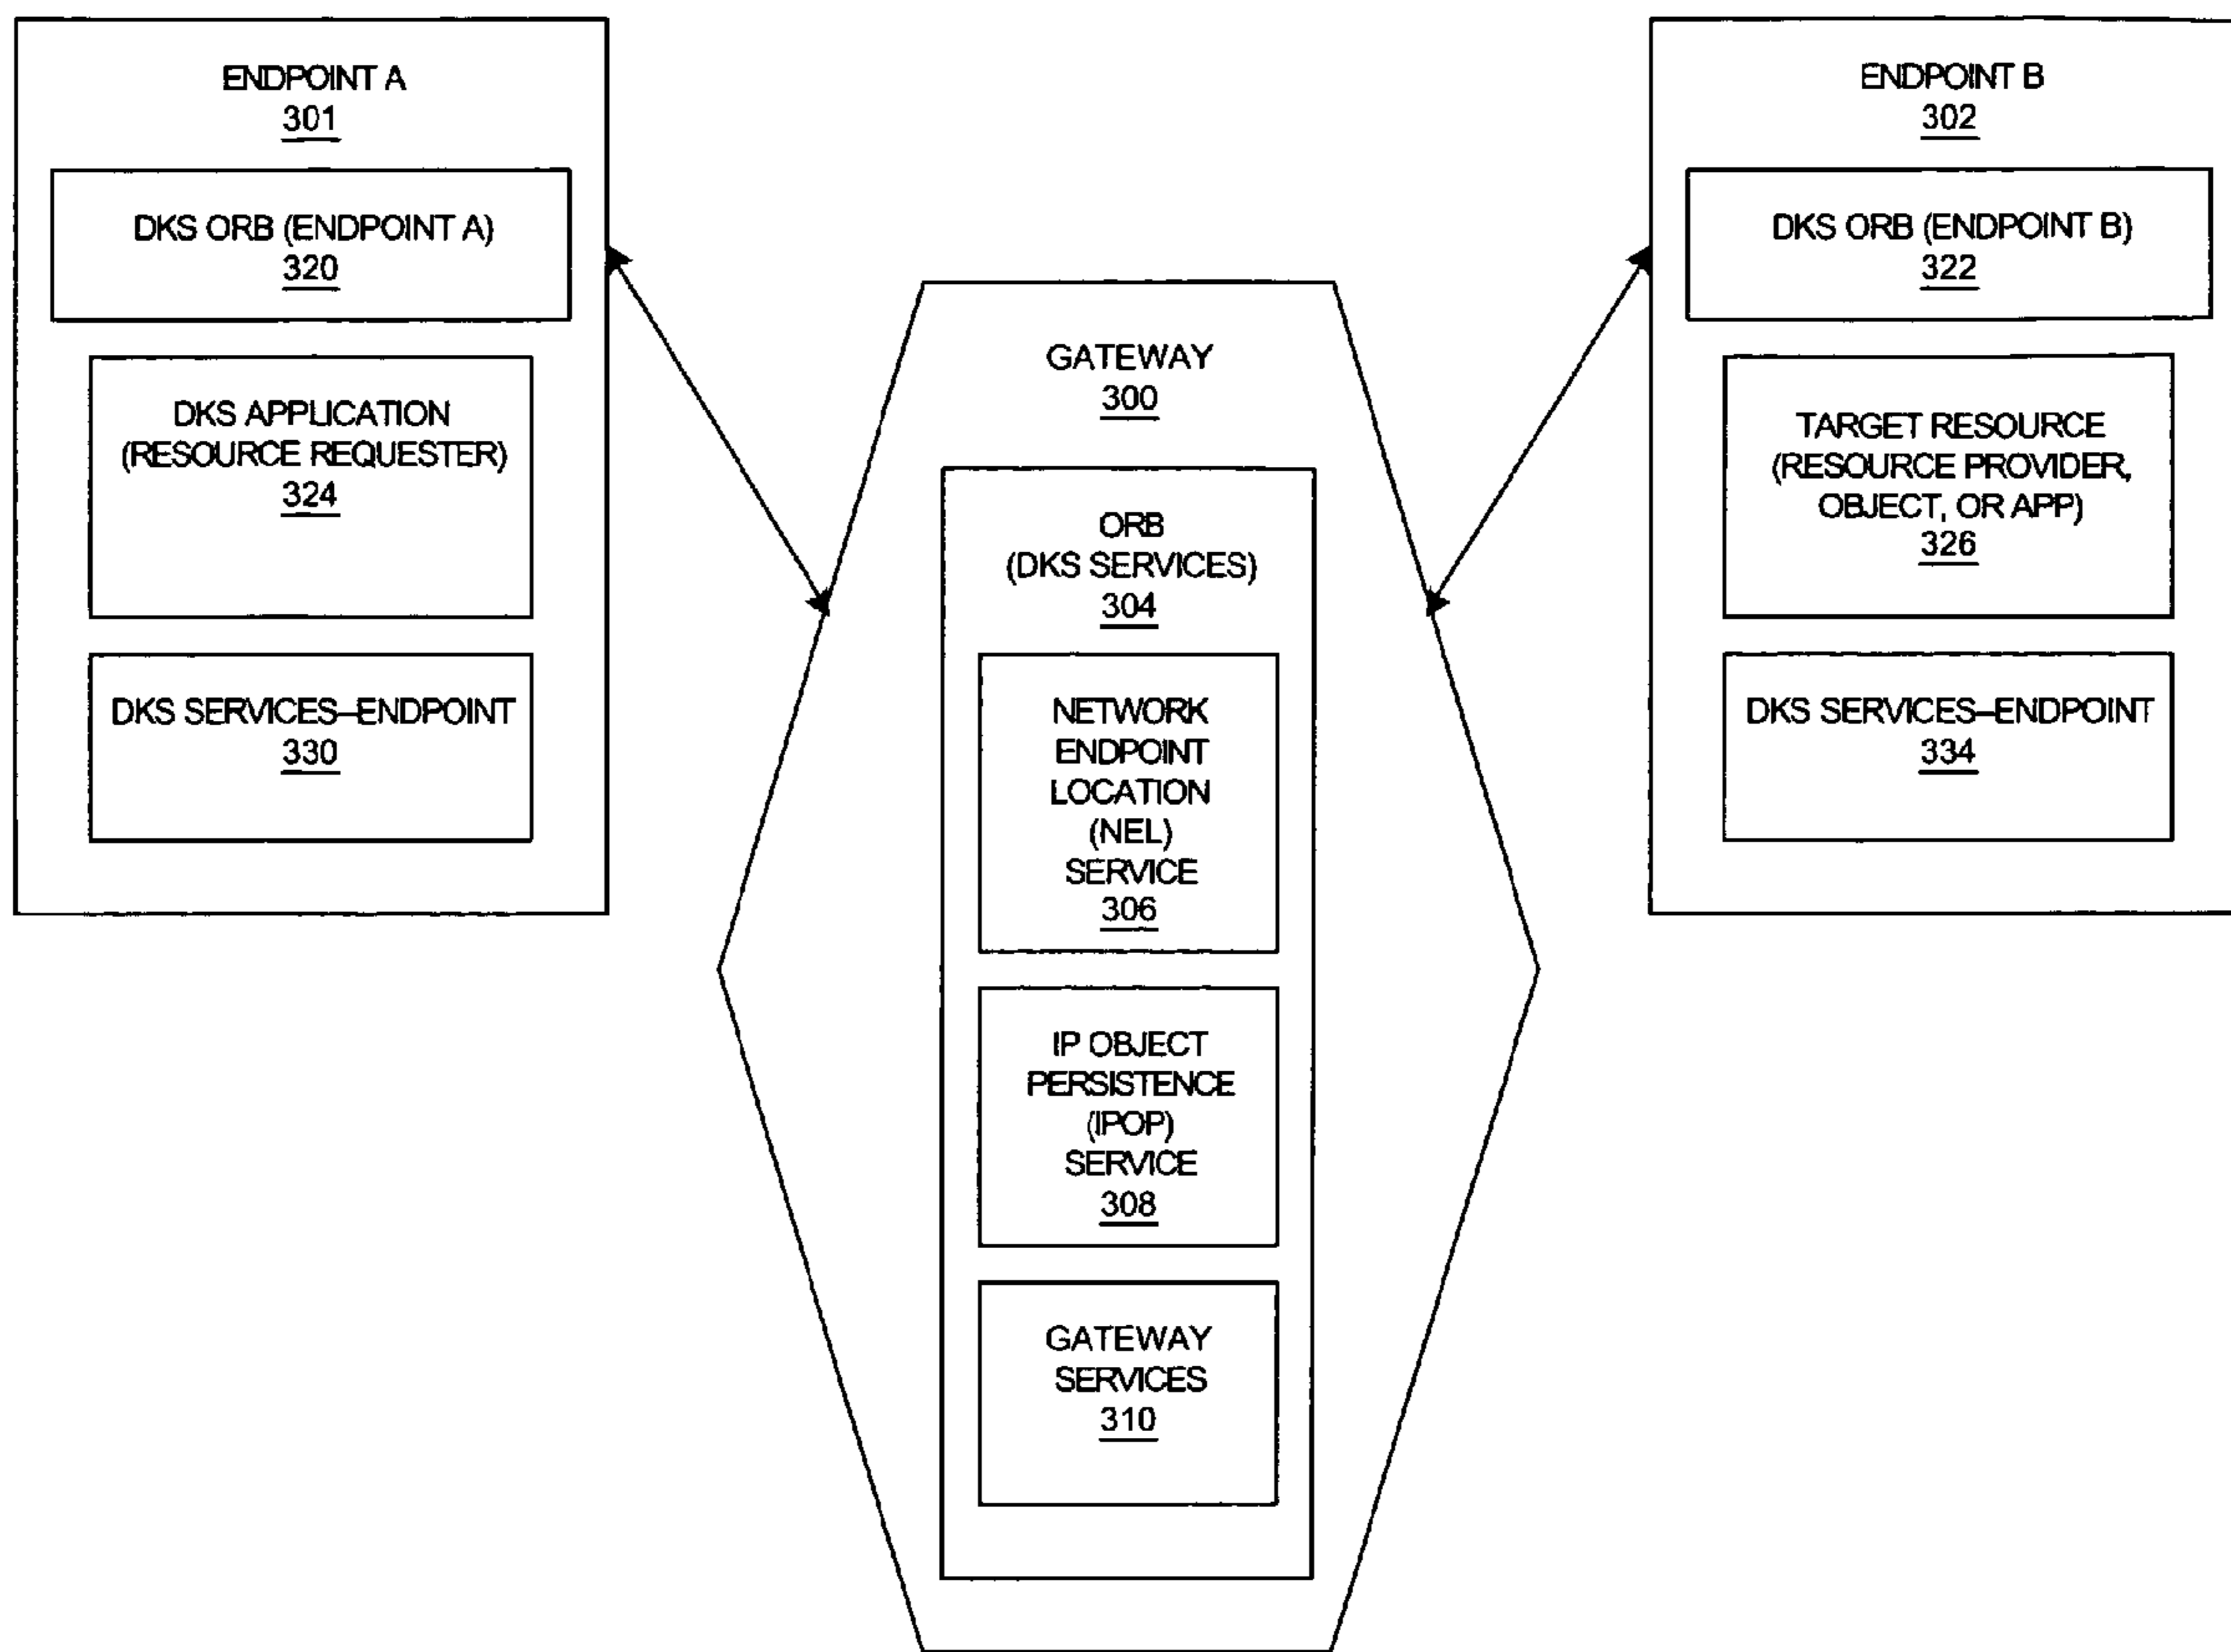 ENDPOINT A
301
DKS ORB (ENDPOINT A)
320
DKS APPLICATION
(RESOURCE REQUESTER)
324
DKS SERVICES–ENDPOINT
330
GATEWAY
300
ORB
(DKS SERVICES)
304
NETWORK
ENDPOINT
LOCATION
(NEL)
SERVICE
306
IP OBJECT
PERSISTENCE
(IPOP)
SERVICE
308
GATEWAY
SERVICES
310
ENDPOINT B
302
DKS ORB (ENDPOINT B)
322
TARGET RESOURCE
(RESOURCE PROVIDER,
OBJECT, OR APP)
326
DKS SERVICES–ENDPOINT
334